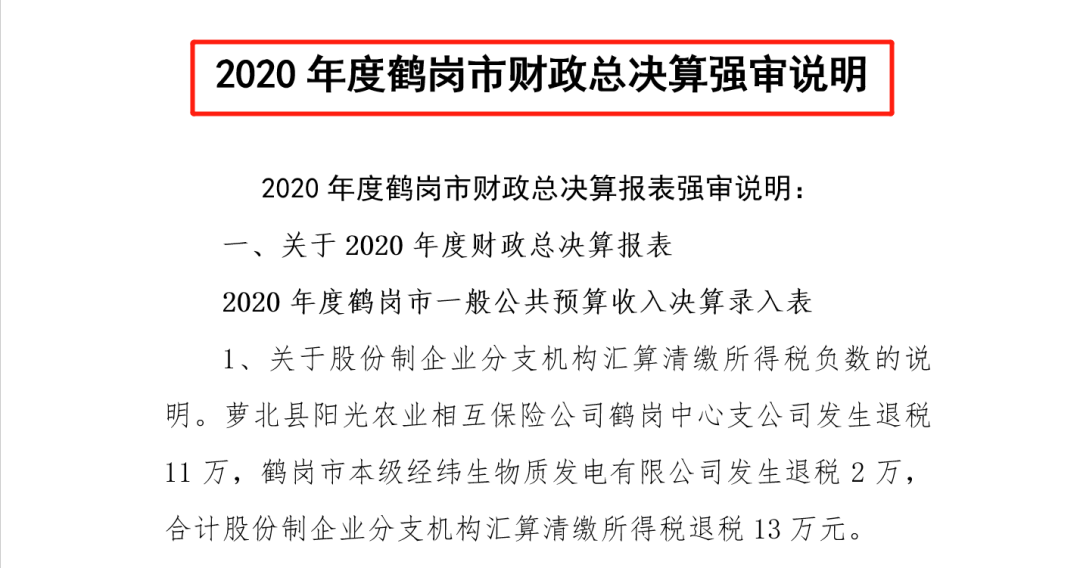 2020 年度鹤岗市财政总决算强审说明
2020 年度鹤岗市财政总决算报表强审说明：
一、关于 2020 年度财政总决算报表
2020 年度鹤岗市一般公共预算收入决算录入表
1、关于股份制企业分支机构汇算清缴所得税负数的说
明。萝北县阳光农业相互保险公司鹤岗中心支公司发生退税
11 万，鹤岗市本级经纬生物质发电有限公司发生退税 2 万，
合计股份制企业分支机构汇算清缴所得税退税 13 万元。